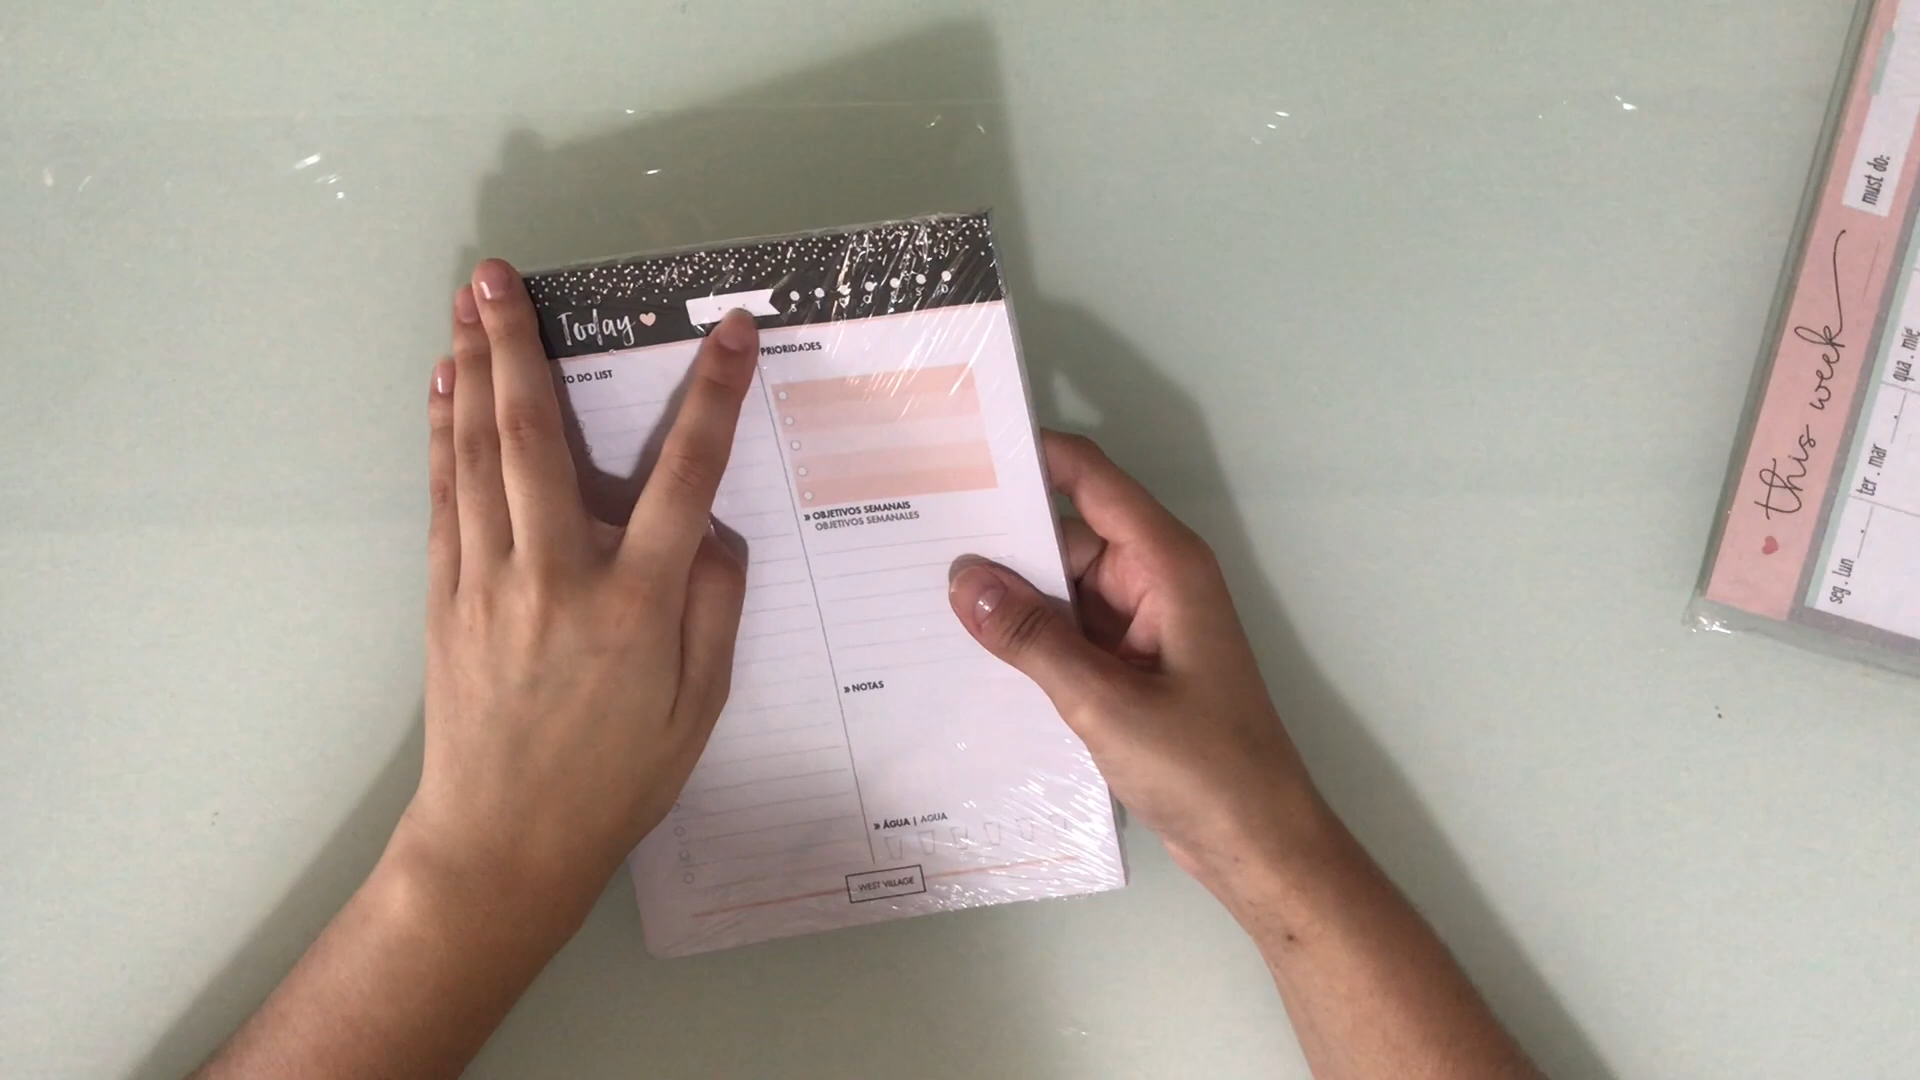 Today
S T Q Q S S D
TO DO LIST
PRIORIDADES
» OBJETIVOS SEMANAIS
OBJETIVOS SEMANALES
» NOTAS
» ÁGUA | AGUA
WEST VILLAGE
this week
must do:
seg . lun
ter . mar
qua . mié